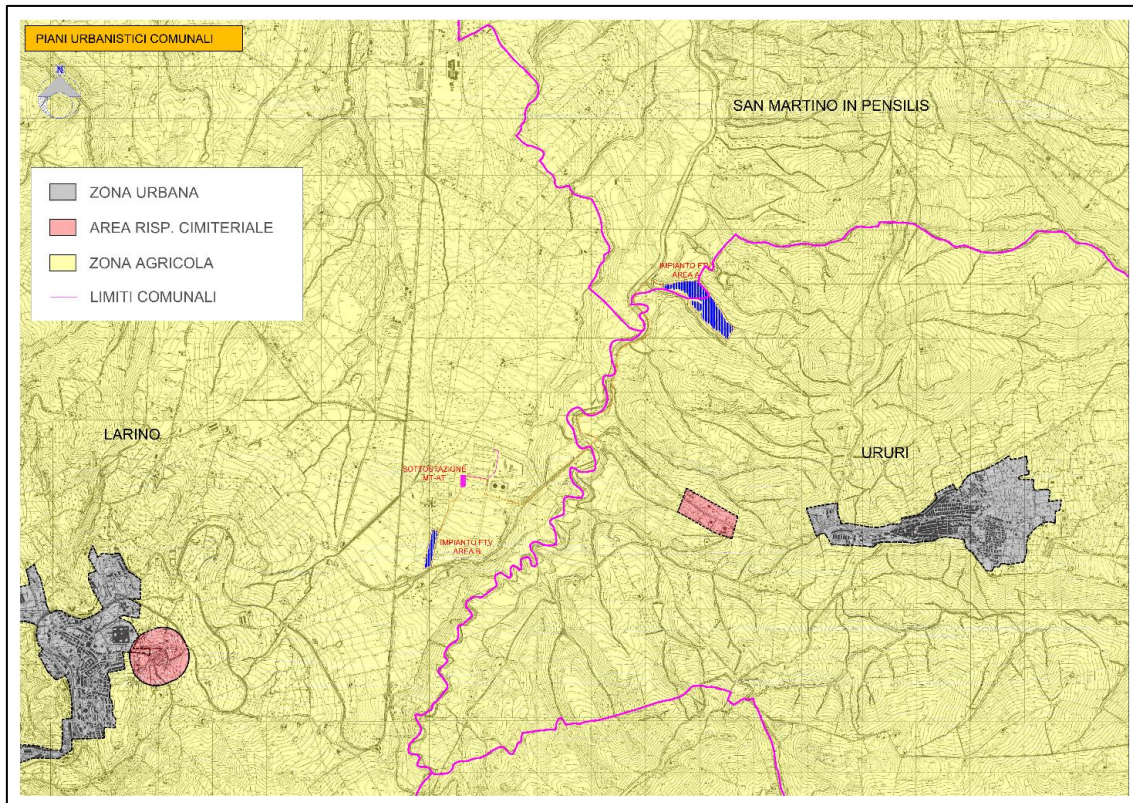 PIANI URBANISTICI COMUNALI
N
SAN MARTINO IN PENSILIS
ZONA URBANA
AREA RISP. CIMITERIALE
ZONA AGRICOLA
LIMITI COMUNALI
IMPIANTO FTV
AREA A
LARINO
URURI
SOTTOSTAZIONE
MT-AT
IMPIANTO FTV
AREA B